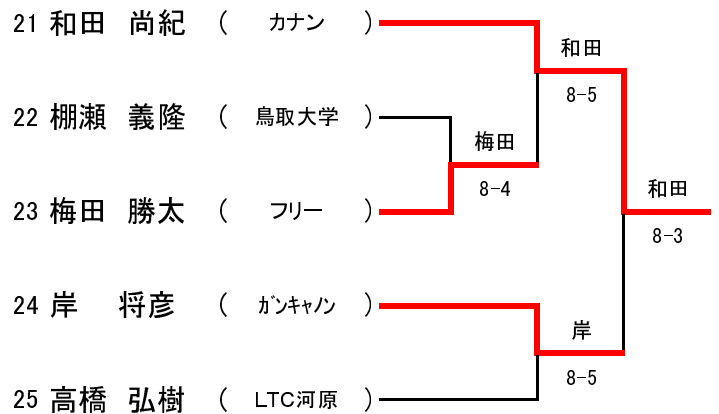 21 和田 尚紀 ( カナン )
和田
8-5
22 棚瀬 義隆 ( 鳥取大学 )
梅田
8-4
和田
8-3
23 梅田 勝太 ( フリー )
24 岸 将彦 ( ガンキャノン )
岸
8-5
25 高橋 弘樹 ( LTC河原 )